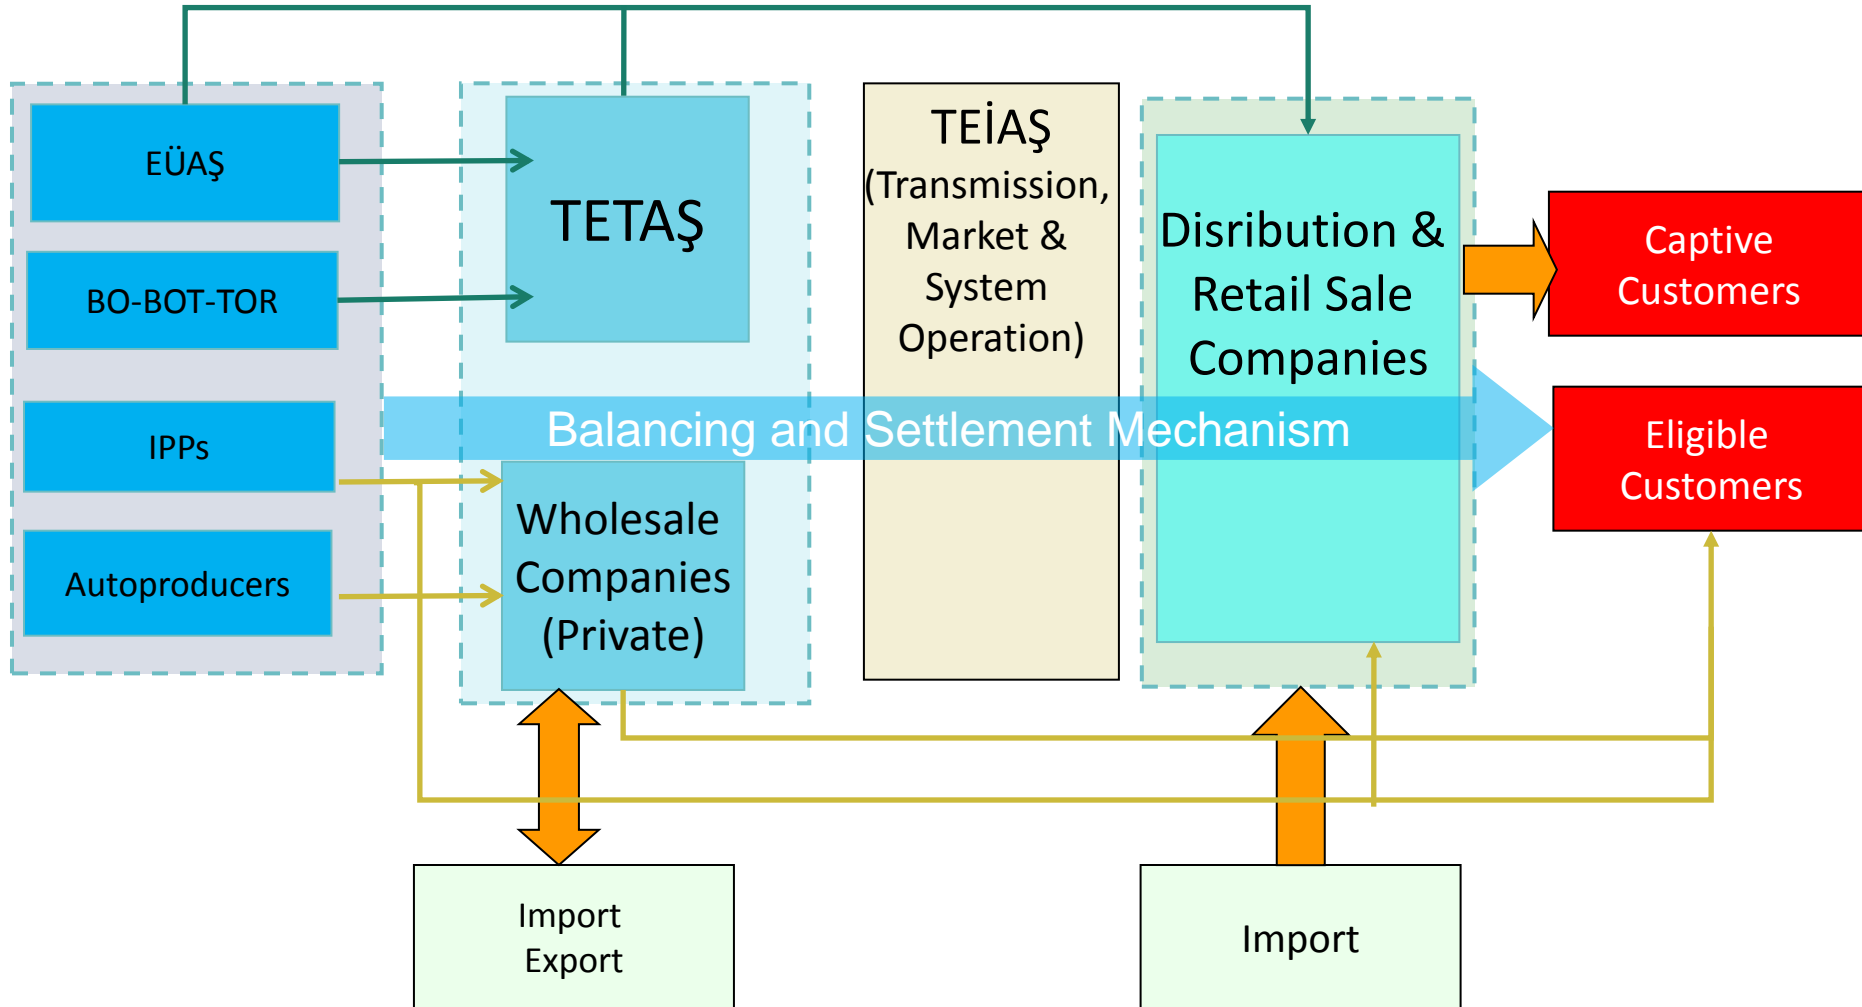 EÜAŞ
BO-BOT-TOR
IPPs
Autoproducers
TETAŞ
Wholesale
Companies
(Private)
TEİAŞ
(Transmission,
Market &
System
Operation)
Disribution &
Retail Sale
Companies
Balancing and Settlement Mechanism
Captive
Customers
Eligible
Customers
Import
Export
Import